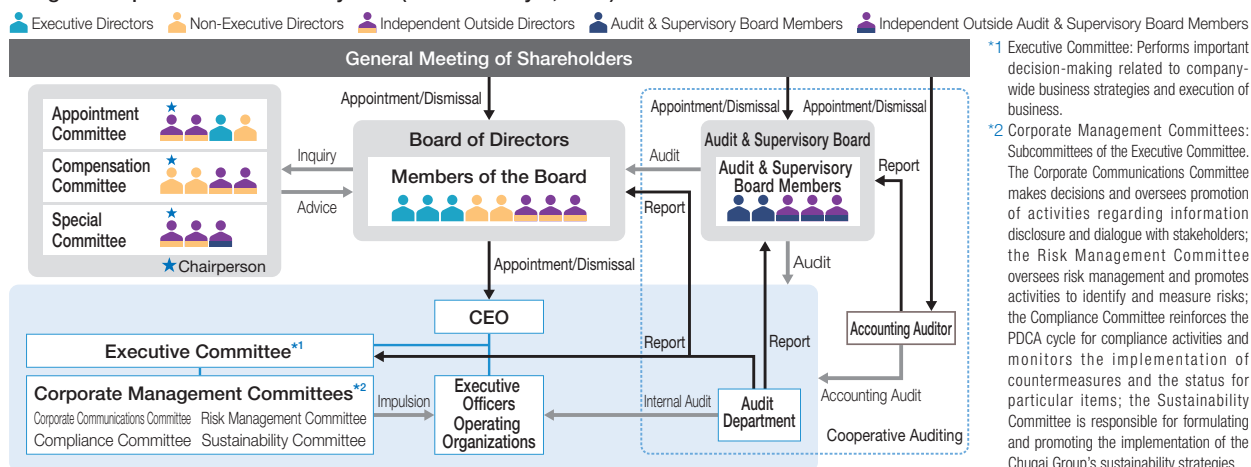 Executive Directors Non-Executive Directors Independent Outside Directors Audit & Supervisory Board Members Independent Outside Audit & Supervisory Board Members
General Meeting of Shareholders
Appointment/Dismissal
Appointment/Dismissal
Appointment/Dismissal
Appointment
Committee
Compensation
Committee
Special
Committee
★Chairperson
Inquiry
Advice
Board of Directors
Members of the Board
Audit
Report
Audit & Supervisory Board
Audit & Supervisory
Board Members
Report
Appointment/Dismissal
Audit
CEO
Executive Committee*1
Corporate Management Committees*2
Corporate Communications Committee Risk Management Committee
Compliance Committee Sustainability Committee
Impulsion
Executive
Officers
Operating
Organizations
Internal Audit
Report
Report
Audit
Department
Accounting Auditor
Accounting Audit
Cooperative Auditing
*1 Executive Committee: Performs important
decision-making related to company-
wide business strategies and execution of
business.
*2 Corporate Management Committees:
Subcommittees of the Executive Committee.
The Corporate Communications Committee
makes decisions and oversees promotion
of activities regarding information
disclosure and dialogue with stakeholders;
the Risk Management Committee
oversees risk management and promotes
activities to identify and measure risks;
the Compliance Committee reinforces the
PDCA cycle for compliance activities and
monitors the implementation of
countermeasures and the status for
particular items; the Sustainability
Committee is responsible for formulating
and promoting the implementation of the
Chugai Group's sustainability strategies.